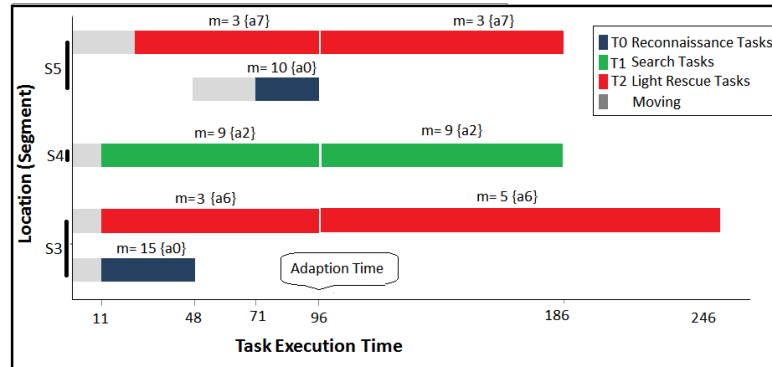 m= 3 {a7} m= 3 {a7}
T0 Reconnaissance Tasks
T1 Search Tasks
T2 Light Rescue Tasks
Moving
S5
m= 10 {a0}
m= 9 {a2} m= 9 {a2}
S4
m= 3 {a6} m= 5 {a6}
S3
m= 15 {a0}
Adaption Time
Location (Segment)
11 48 71 96 186 246
Task Execution Time